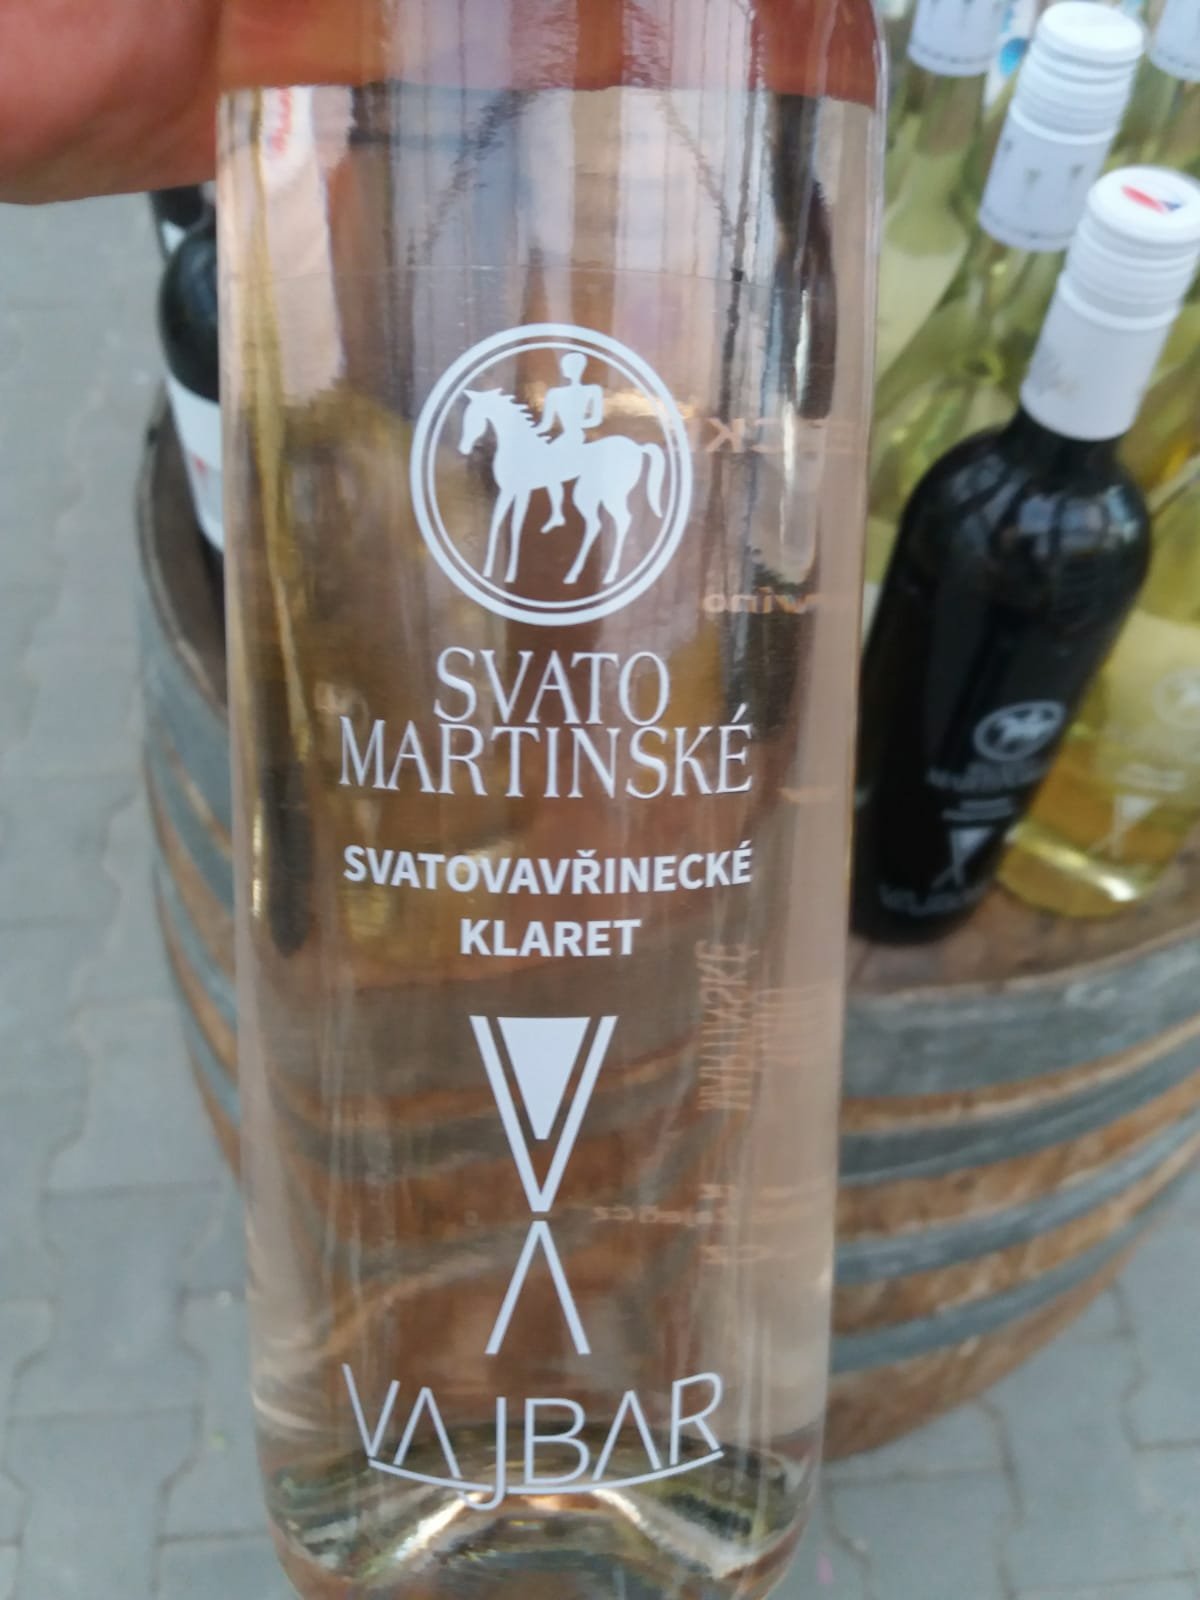 SVATO
MARTINSKÉ
SVATOVAVŘINECKÉ
KLARET
VAJBAR